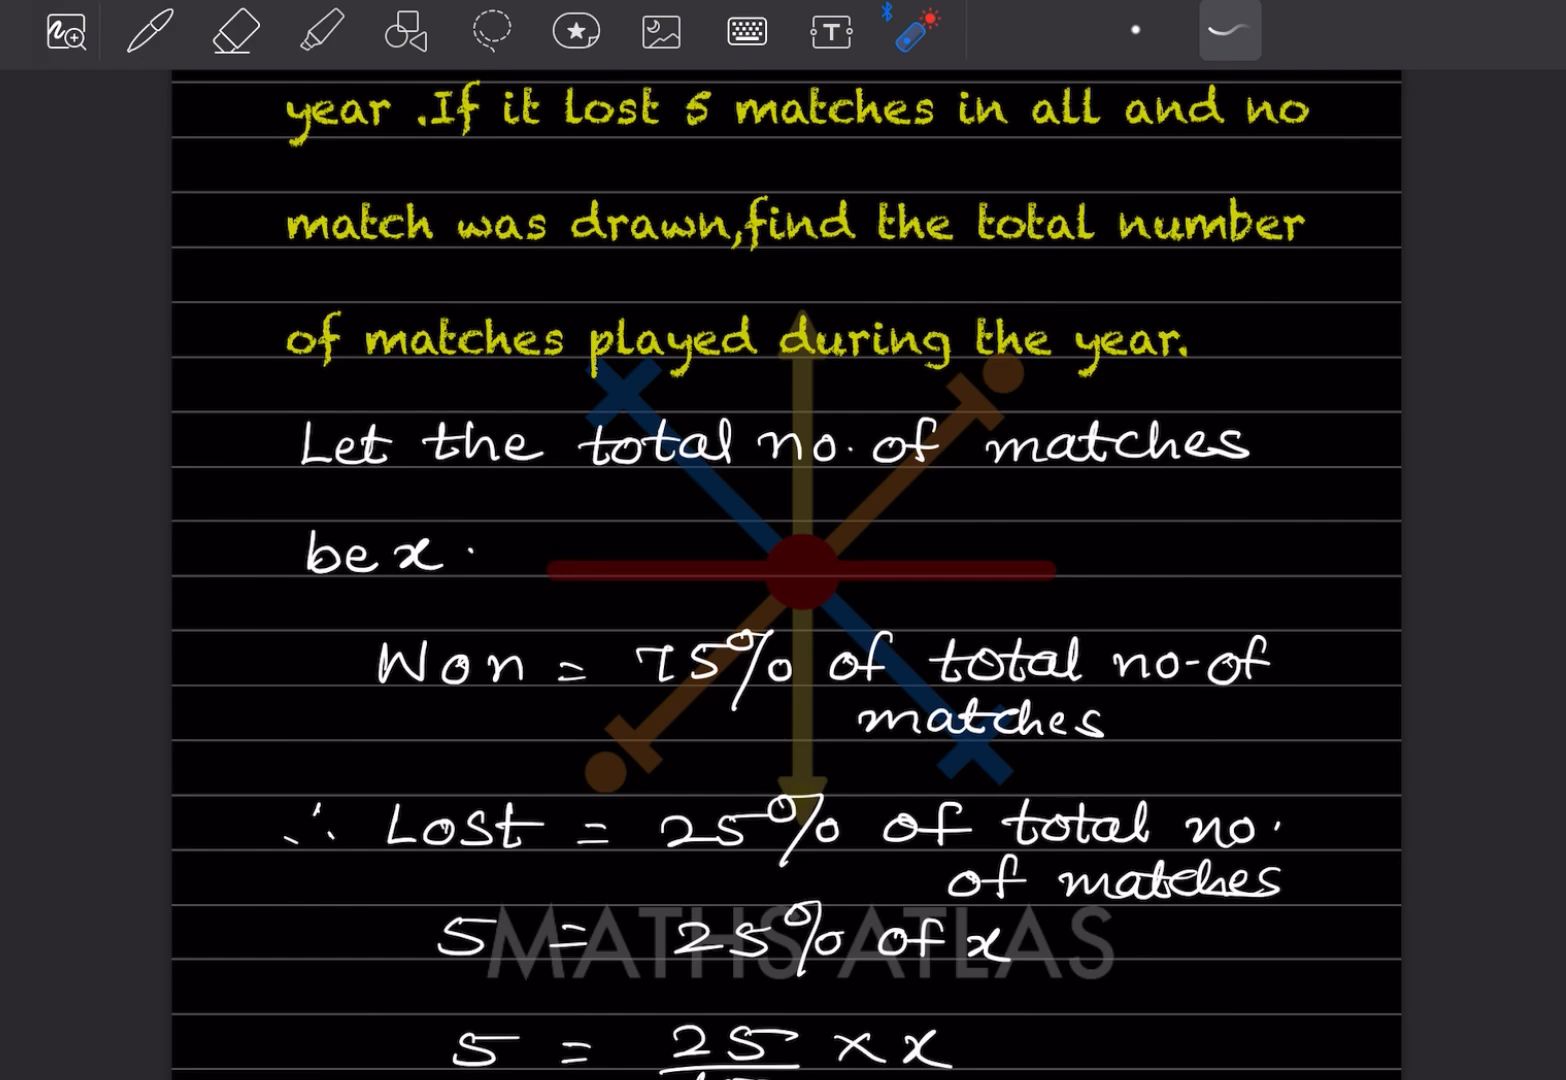 year .If it lost 5 matches in all and no
match was drawn,find the total number
of matches played during the year.
Let the total no. of matches
be x.
Won = 75% of total no-of
matches
∴ Lost = 25% of total no.
of matches
5 = 25% of x
MATHS ATLAS
5 = 25 × x